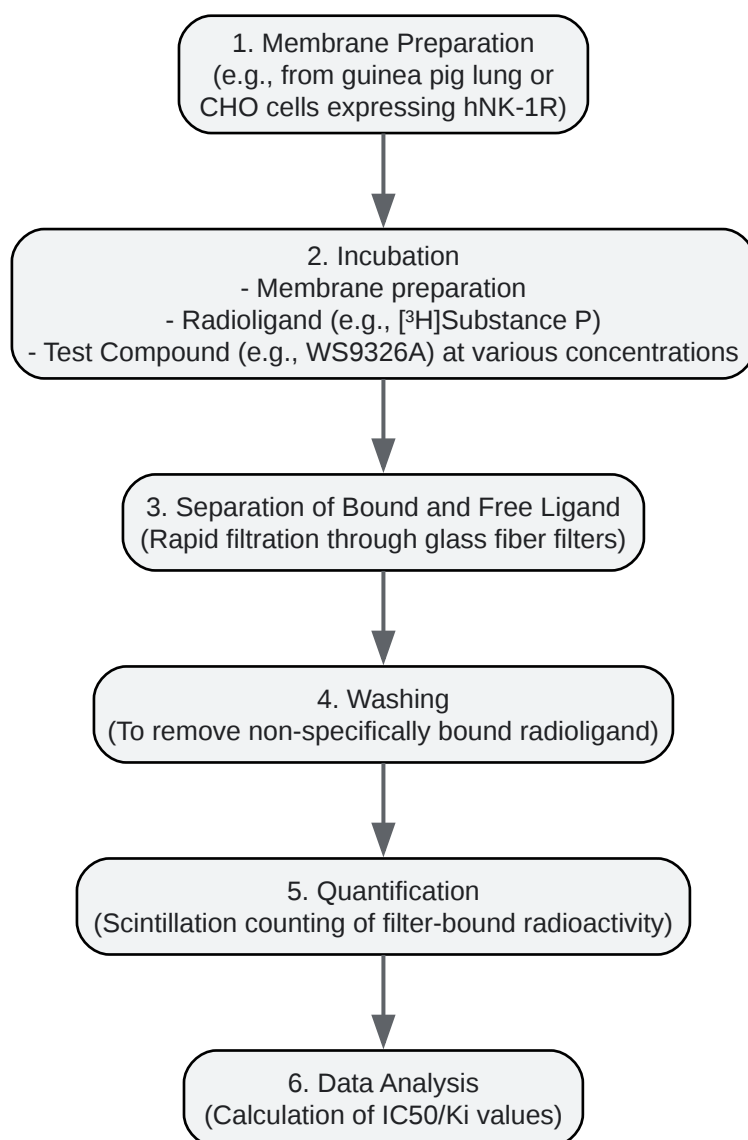 1. Membrane Preparation
(e.g., from guinea pig lung or
CHO cells expressing hNK-1R)
2. Incubation
- Membrane preparation
- Radioligand (e.g., [³H]Substance P)
- Test Compound (e.g., WS9326A) at various concentrations
3. Separation of Bound and Free Ligand
(Rapid filtration through glass fiber filters)
4. Washing
(To remove non-specifically bound radioligand)
5. Quantification
(Scintillation counting of filter-bound radioactivity)
6. Data Analysis
(Calculation of IC50/Ki values)